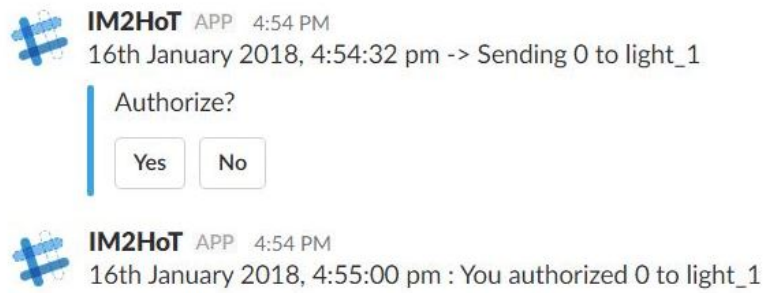 IM2HoT APP 4:54 PM
16th January 2018, 4:54:32 pm -> Sending 0 to light_1
Authorize?
Yes No
IM2HoT APP 4:54 PM
16th January 2018, 4:55:00 pm : You authorized 0 to light_1